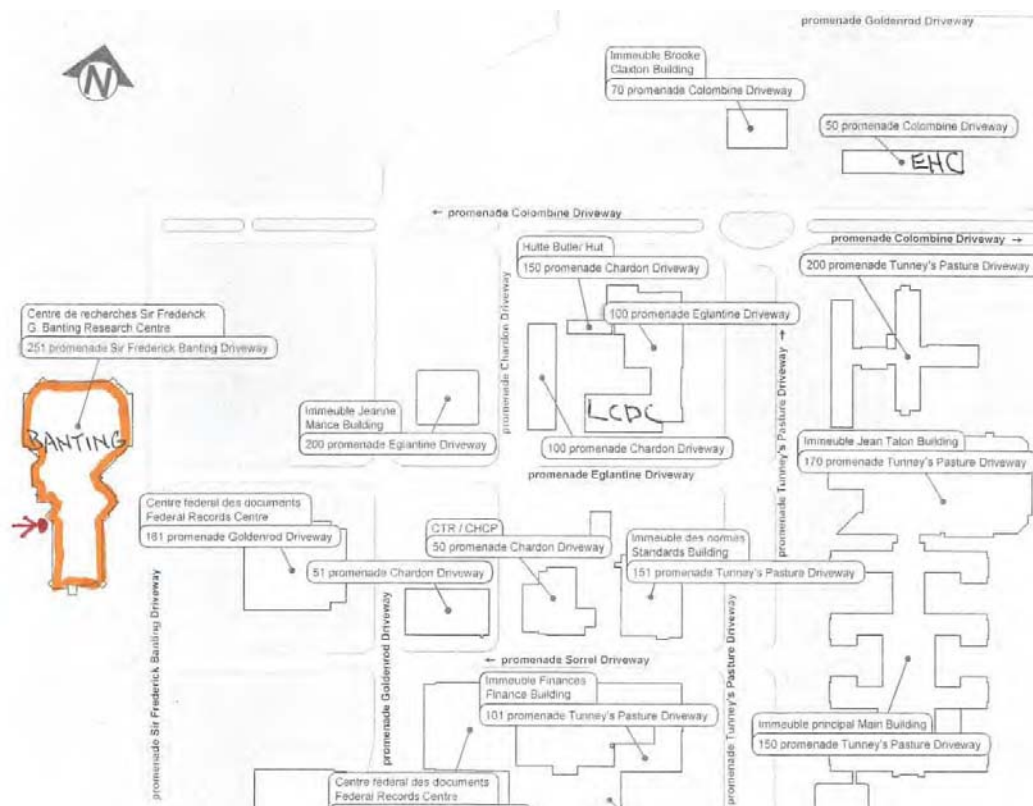 promenade Goldenrod Driveway
N
Immeuble Brooke
Claxton Building
70 promenade Colombine Driveway
50 promenade Colombine Driveway
EHC
← promenade Colombine Driveway
promenade Colombine Driveway →
Hutte Butler Hut
150 promenade Chardon Driveway
200 promenade Tunney's Pasture Driveway
Centre de recherches Sir Frederick
G. Banting Research Centre
251 promenade Sir Frederick Banting Driveway
100 promenade Eglantine Driveway
promenade Chardon Driveway
promenade Tunney's Pasture Driveway →
BANTING
Immeuble Jeanne
Mance Building
200 promenade Eglantine Driveway
LCDC
100 promenade Chardon Driveway
Immeuble Jean Talon Building
170 promenade Tunney's Pasture Driveway
promenade Eglantine Driveway
Centre fédéral des documents
Federal Records Centre
161 promenade Goldenrod Driveway
CTR / CHCP
50 promenade Chardon Driveway
Immeuble des normes
Standards Building
151 promenade Tunney's Pasture Driveway
51 promenade Chardon Driveway
promenade Sir Frederick Banting Driveway
promenade Goldenrod Driveway
promenade Tunney's Pasture Driveway
← promenade Sorrel Driveway
Immeuble Finances
Finance Building
101 promenade Tunney's Pasture Driveway
Immeuble principal Main Building
150 promenade Tunney's Pasture Driveway
Centre fédéral des documents
Federal Records Centre